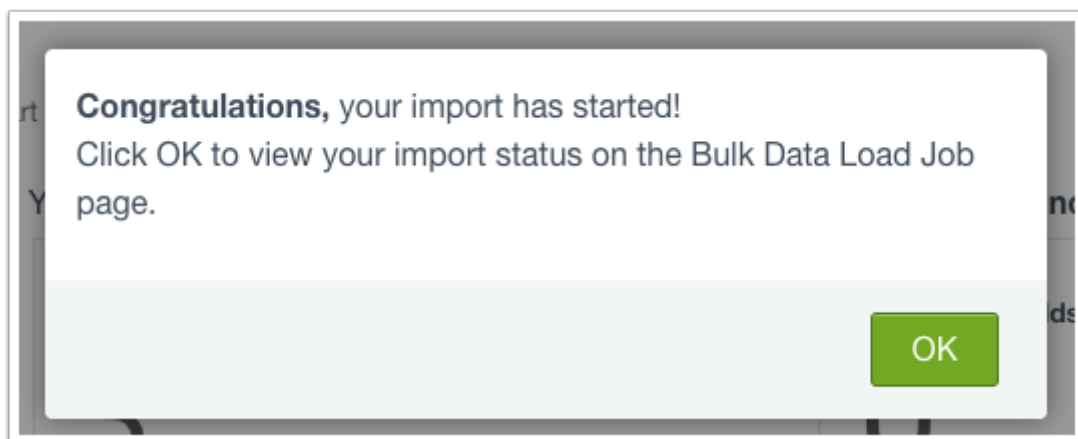 Congratulations, your import has started!
Click OK to view your import status on the Bulk Data Load Job
page.
OK